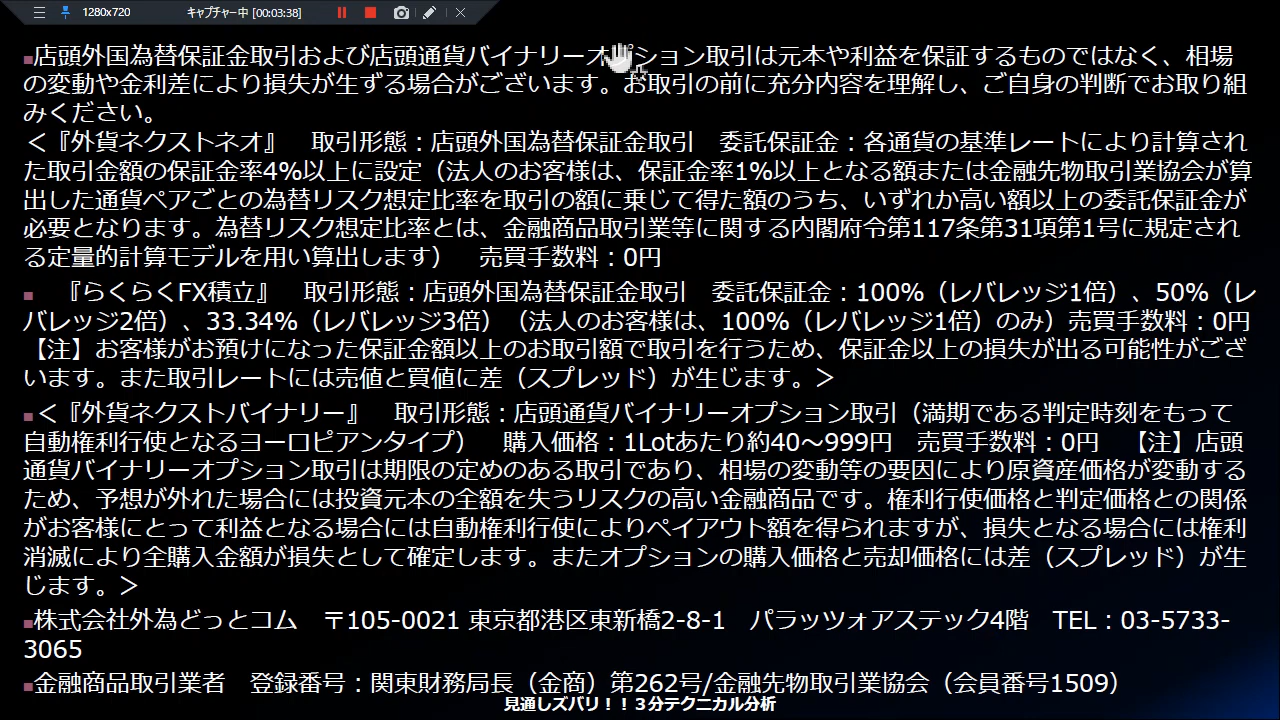 1280x720 キャプチャー中 [00:03:38]
■店頭外国為替保証金取引および店頭通貨バイナリーオプション取引は元本や利益を保証するものではなく、相場
の変動や金利差により損失が生ずる場合がございます。お取引の前に充分内容を理解し、ご自身の判断でお取り組
みください。
＜『外貨ネクストネオ』　取引形態：店頭外国為替保証金取引　委託保証金：各通貨の基準レートにより計算され
た取引金額の保証金率4%以上に設定（法人のお客様は、保証金率1%以上となる額または金融先物取引業協会が算
出した通貨ペアごとの為替リスク想定比率を取引の額に乗じて得た額のうち、いずれか高い額以上の委託保証金が
必要となります。為替リスク想定比率とは、金融商品取引業等に関する内閣府令第117条第31項第1号に規定され
る定量的計算モデルを用い算出します）　売買手数料：0円
■　『らくらくFX積立』　取引形態：店頭外国為替保証金取引　委託保証金：100%（レバレッジ1倍）、50%（レ
バレッジ2倍）、33.34%（レバレッジ3倍）（法人のお客様は、100%（レバレッジ1倍）のみ）売買手数料：0円
【注】お客様がお預けになった保証金額以上のお取引額で取引を行うため、保証金以上の損失が出る可能性がござ
います。また取引レートには売値と買値に差（スプレッド）が生じます。＞
■＜『外貨ネクストバイナリー』　取引形態：店頭通貨バイナリーオプション取引（満期である判定時刻をもって
自動権利行使となるヨーロピアンタイプ）　購入価格：1Lotあたり約40～999円　売買手数料：0円　【注】店頭
通貨バイナリーオプション取引は期限の定めのある取引であり、相場の変動等の要因により原資産価格が変動する
ため、予想が外れた場合には投資元本の全額を失うリスクの高い金融商品です。権利行使価格と判定価格との関係
がお客様にとって利益となる場合には自動権利行使によりペイアウト額を得られますが、損失となる場合には権利
消滅により全購入金額が損失として確定します。またオプションの購入価格と売却価格には差（スプレッド）が生
じます。＞
■株式会社外為どっとコム　〒105-0021 東京都港区東新橋2-8-1　パラッツォアステック4階　TEL：03-5733-
3065
■金融商品取引業者　登録番号：関東財務局長（金商）第262号/金融先物取引業協会（会員番号1509）
見通しズバリ！！３分テクニカル分析